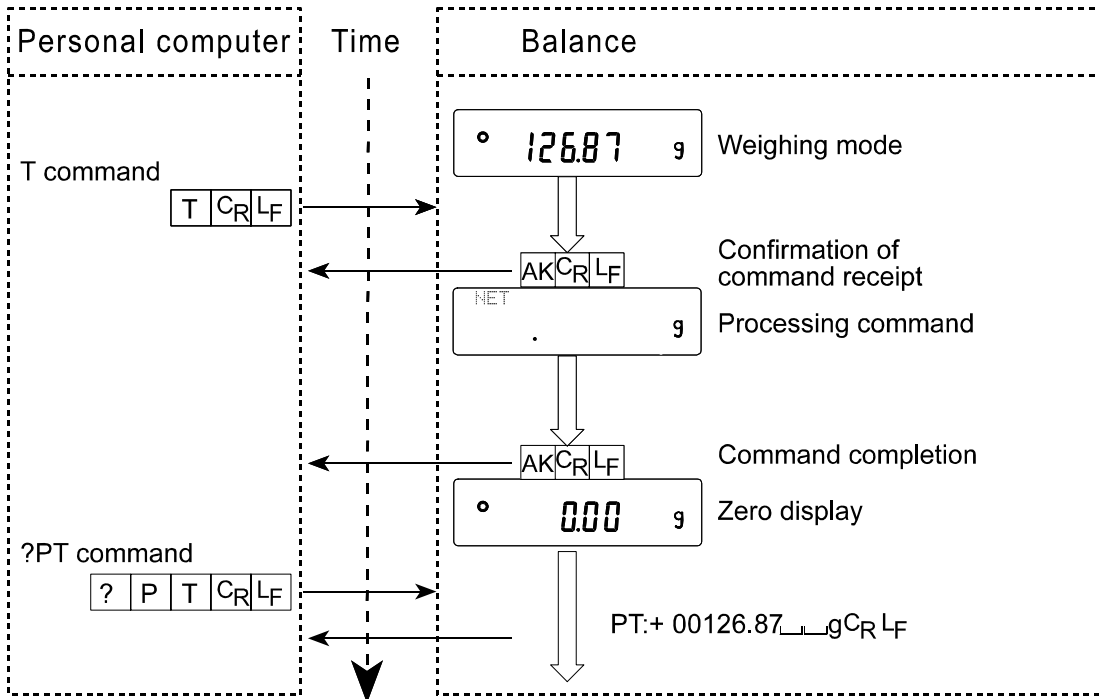 Personal computer Time Balance
126.87 g Weighing mode
T command
T CR LF
Confirmation of
command receipt
AK CR LF
NET
. g Processing command
AK CR LF Command completion
0.00 g Zero display
?PT command
? P T CR LF
PT:+ 00126.87␣␣gCR LF